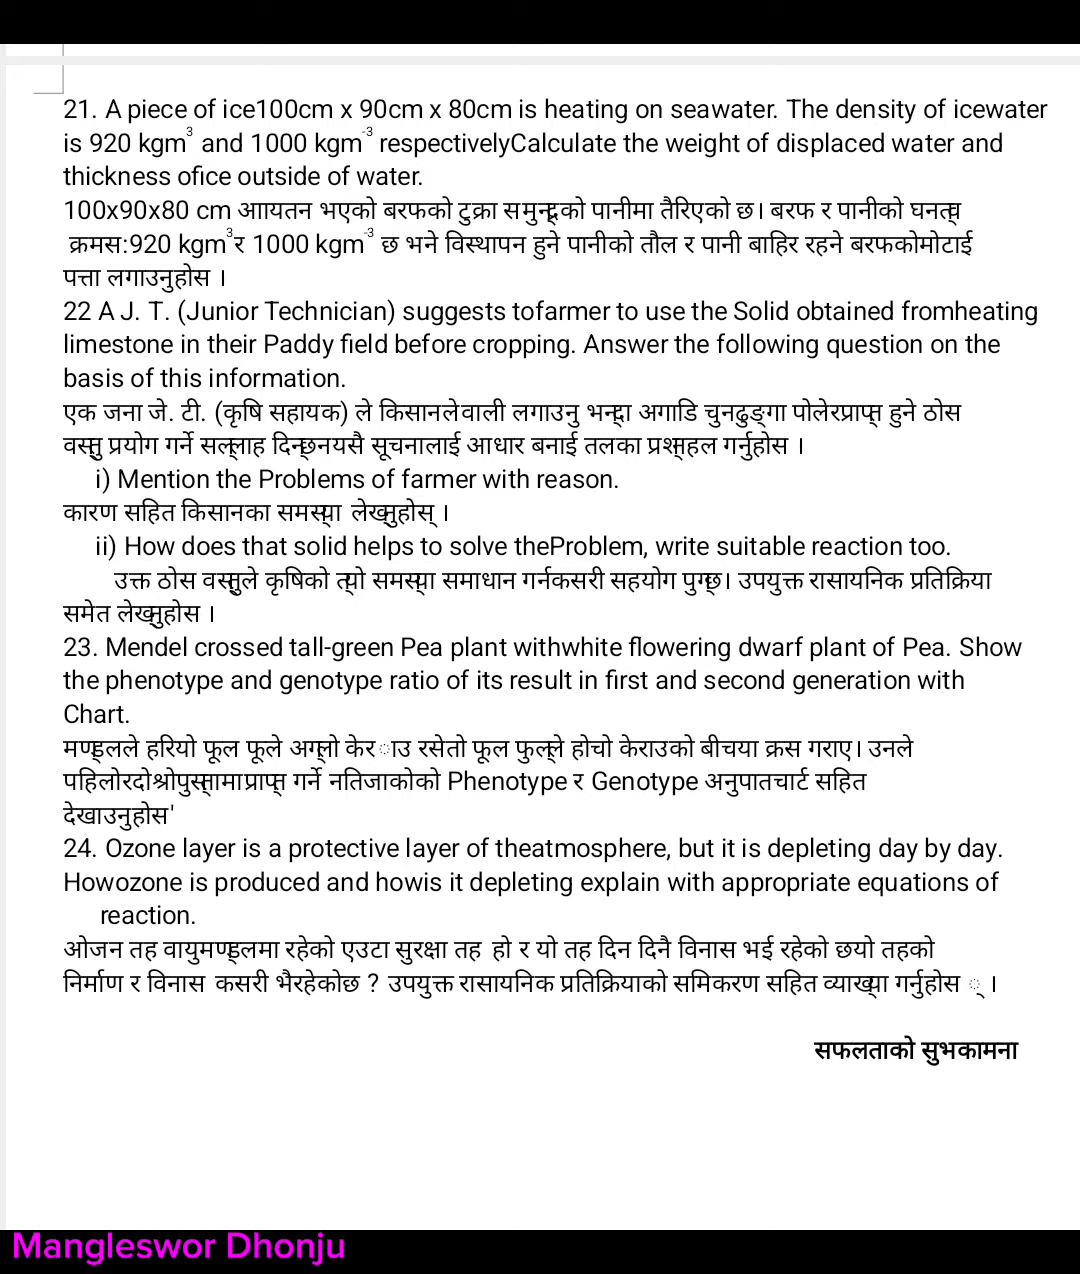 21. A piece of ice100cm x 90cm x 80cm is heating on seawater. The density of icewater
is 920 kgm³ and 1000 kgm⁻³ respectivelyCalculate the weight of displaced water and
thickness ofice outside of water.
100x90x80 cm आायतन भएको बरफको टुक्रा समुन्द्रको पानीमा तैरिएको छ। बरफ र पानीको घनत्व
क्रमस:920 kgm³र 1000 kgm⁻³ छ भने विस्थापन हुने पानीको तौल र पानी बाहिर रहने बरफकोमोटाई
पत्ता लगाउनुहोस ।
22 A J. T. (Junior Technician) suggests tofarmer to use the Solid obtained fromheating
limestone in their Paddy field before cropping. Answer the following question on the
basis of this information.
एक जना जे. टी. (कृषि सहायक) ले किसानलेवाली लगाउनु भन्दा अगाडि चुनढुङ्गा पोलेरप्राप्त हुने ठोस
वस्तु प्रयोग गर्ने सल्लाह दिन्छनयसै सूचनालाई आधार बनाई तलका प्रश्नहल गर्नुहोस ।
i) Mention the Problems of farmer with reason.
कारण सहित किसानका समस्या लेख्नुहोस् ।
ii) How does that solid helps to solve theProblem, write suitable reaction too.
उक्त ठोस वस्तुले कृषिको त्यो समस्या समाधान गर्नकसरी सहयोग पुग्छ। उपयुक्त रासायनिक प्रतिक्रिया
समेत लेख्नुहोस ।
23. Mendel crossed tall-green Pea plant withwhite flowering dwarf plant of Pea. Show
the phenotype and genotype ratio of its result in first and second generation with
Chart.
मण्डलले हरियो फूल फूले अग्लो केर ाउ रसेतो फूल फुल्ले होचो केराउको बीचया क्रस गराए। उनले
पहिलोरदोश्रोपुस्तामाप्राप्त गर्ने नतिजाकोको Phenotype र Genotype अनुपातचार्ट सहित
देखाउनुहोस'
24. Ozone layer is a protective layer of theatmosphere, but it is depleting day by day.
Howozone is produced and howis it depleting explain with appropriate equations of
reaction.
ओजन तह वायुमण्डलमा रहेको एउटा सुरक्षा तह हो र यो तह दिन दिनै विनास भई रहेको छयो तहको
निर्माण र विनास कसरी भैरहेकोछ ? उपयुक्त रासायनिक प्रतिक्रियाको समिकरण सहित व्याख्या गर्नुहोस ् ।
सफलताको सुभकामना
Mangleswor Dhonju